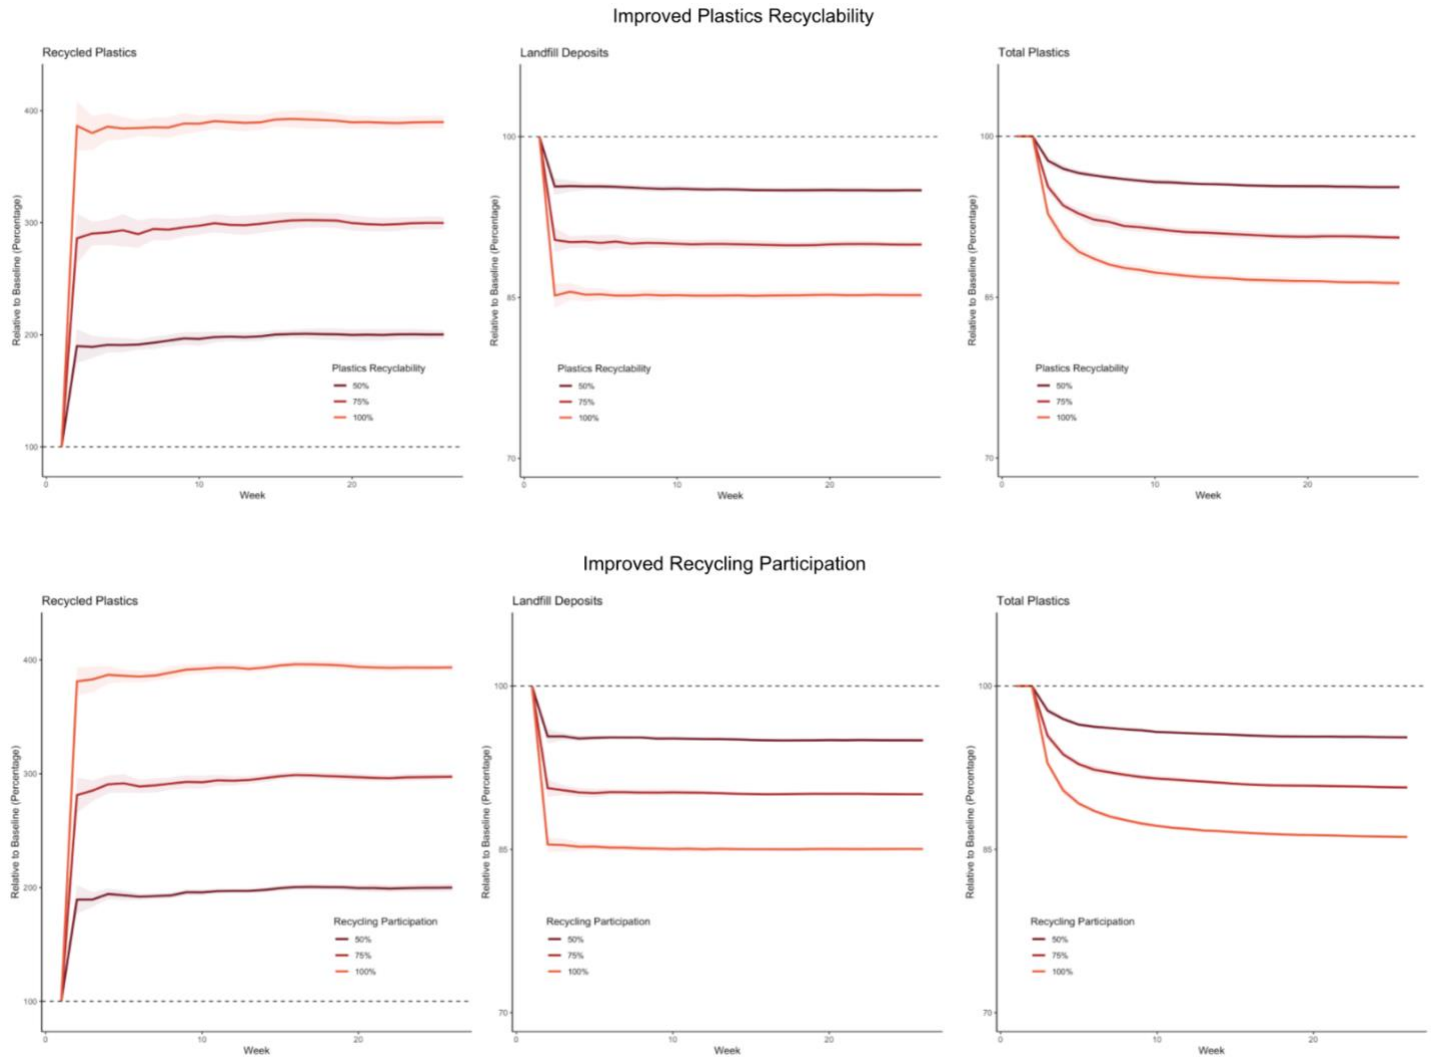 Improved Plastics Recyclability
Recycled Plastics
Relative to Baseline (Percentage)
400
300
200
100
0
10
20
Week
Plastics Recyclability
50%
75%
100%
Landfill Deposits
Relative to Baseline (Percentage)
100
85
70
0
10
20
Week
Plastics Recyclability
50%
75%
100%
Total Plastics
Relative to Baseline (Percentage)
100
85
70
0
10
20
Week
Plastics Recyclability
50%
75%
100%
Improved Recycling Participation
Recycled Plastics
Relative to Baseline (Percentage)
400
300
200
100
0
10
20
Week
Recycling Participation
50%
75%
100%
Landfill Deposits
Relative to Baseline (Percentage)
100
85
70
0
10
20
Week
Recycling Participation
50%
75%
100%
Total Plastics
Relative to Baseline (Percentage)
100
85
70
0
10
20
Week
Recycling Participation
50%
75%
100%